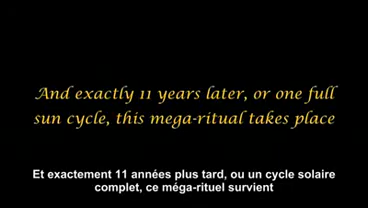 And exactly 11 years later, or one full
sun cycle, this mega-ritual takes place
Et exactement 11 années plus tard, ou un cycle solaire
complet, ce méga-rituel survient